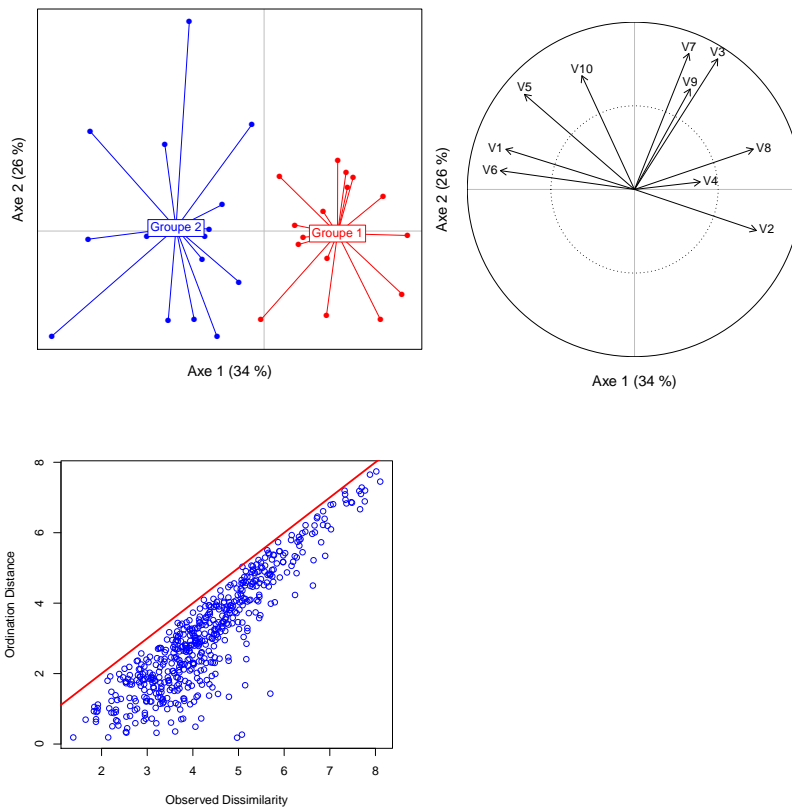 Axe 2 (26 %)
Groupe 2
Groupe 1
Axe 1 (34 %)
Axe 2 (26 %)
V7
V3
V10
V9
V5
V1
V8
V6
V4
V2
Axe 1 (34 %)
Ordination Distance
8
6
4
2
0
2 3 4 5 6 7 8
Observed Dissimilarity